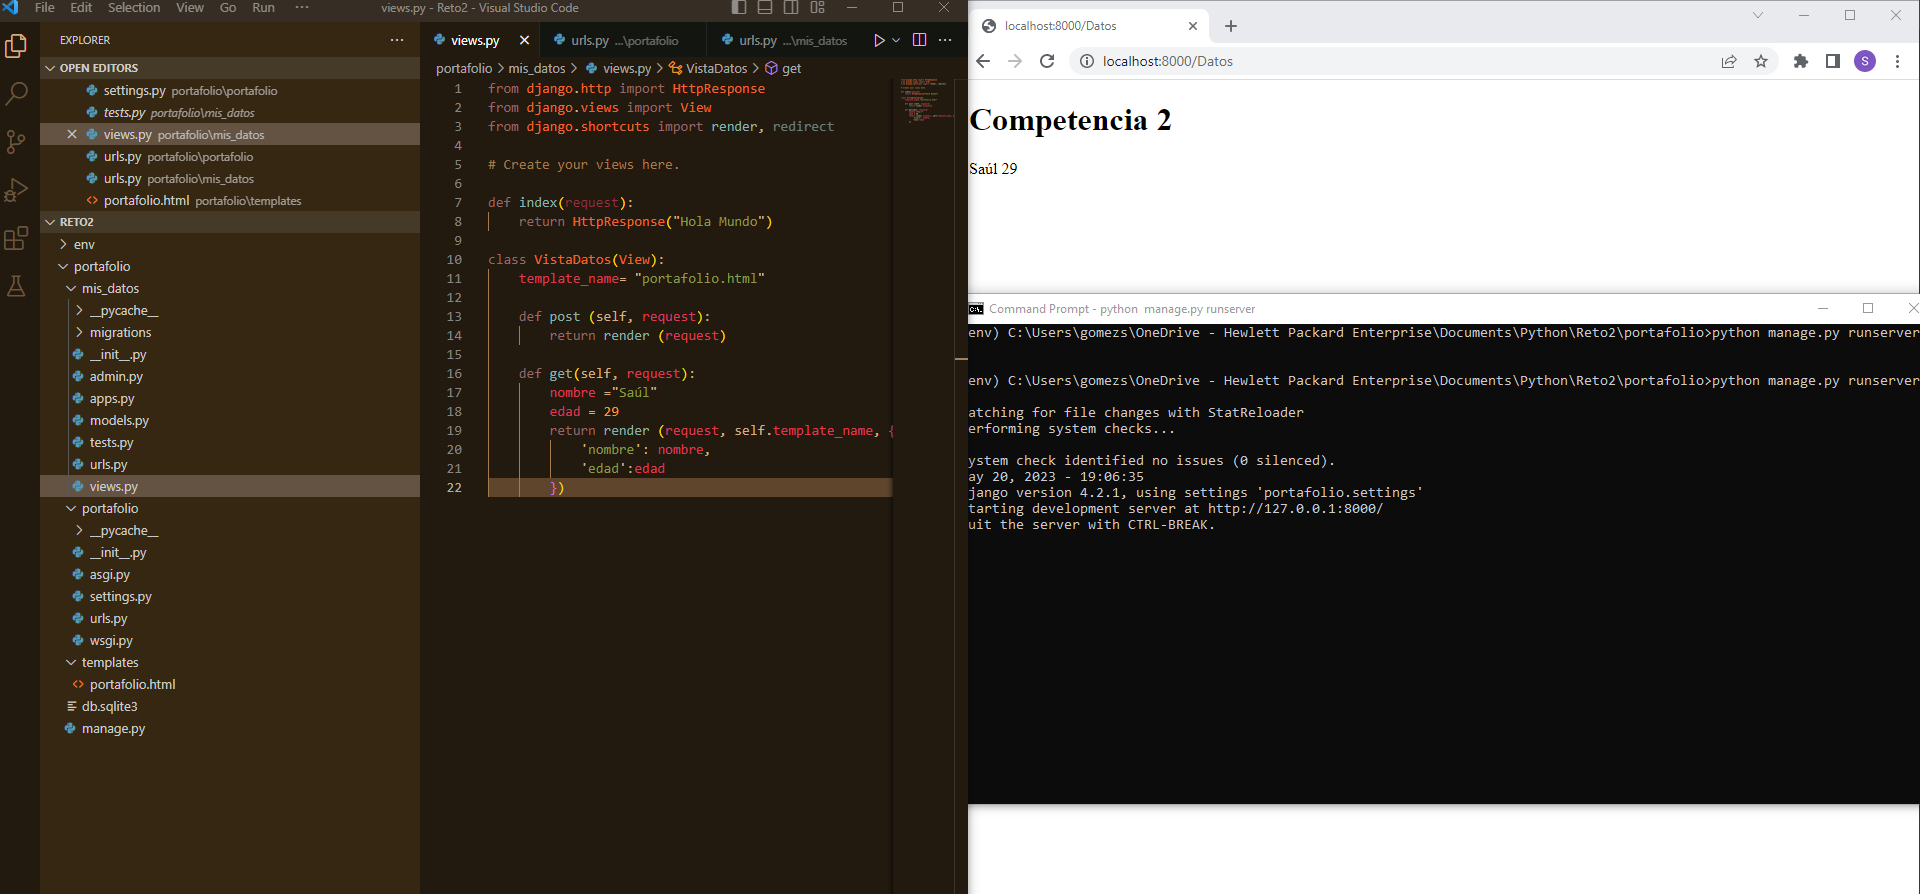 File Edit Selection View Go Run ··· views.py - Reto2 - Visual Studio Code
EXPLORER ···
OPEN EDITORS
settings.py portafolio\portafolio
tests.py portafolio\mis_datos
views.py portafolio\mis_datos
urls.py portafolio\portafolio
urls.py portafolio\mis_datos
portafolio.html portafolio\templates
RETO2
env
portafolio
mis_datos
__pycache__
migrations
__init__.py
admin.py
apps.py
models.py
tests.py
urls.py
views.py
portafolio
__pycache__
__init__.py
asgi.py
settings.py
urls.py
wsgi.py
templates
portafolio.html
db.sqlite3
manage.py
views.py urls.py ...\portafolio urls.py ...\mis_datos ···
portafolio > mis_datos > views.py > VistaDatos > get
1 from django.http import HttpResponse
2 from django.views import View
3 from django.shortcuts import render, redirect
4
5 # Create your views here.
6
7 def index(request):
8 return HttpResponse("Hola Mundo")
9
10 class VistaDatos(View):
11 template_name= "portafolio.html"
12
13 def post (self, request):
14 return render (request)
15
16 def get(self, request):
17 nombre ="Saúl"
18 edad = 29
19 return render (request, self.template_name, {
20 'nombre': nombre,
21 'edad':edad
22 })
localhost:8000/Datos
localhost:8000/Datos S
Competencia 2
Saúl 29
C:\. Command Prompt - python manage.py runserver
env) C:\Users\gomezs\OneDrive - Hewlett Packard Enterprise\Documents\Python\Reto2\portafolio>python manage.py runserver
env) C:\Users\gomezs\OneDrive - Hewlett Packard Enterprise\Documents\Python\Reto2\portafolio>python manage.py runserver
atching for file changes with StatReloader
erforming system checks...
ystem check identified no issues (0 silenced).
ay 20, 2023 - 19:06:35
jango version 4.2.1, using settings 'portafolio.settings'
tarting development server at http://127.0.0.1:8000/
uit the server with CTRL-BREAK.